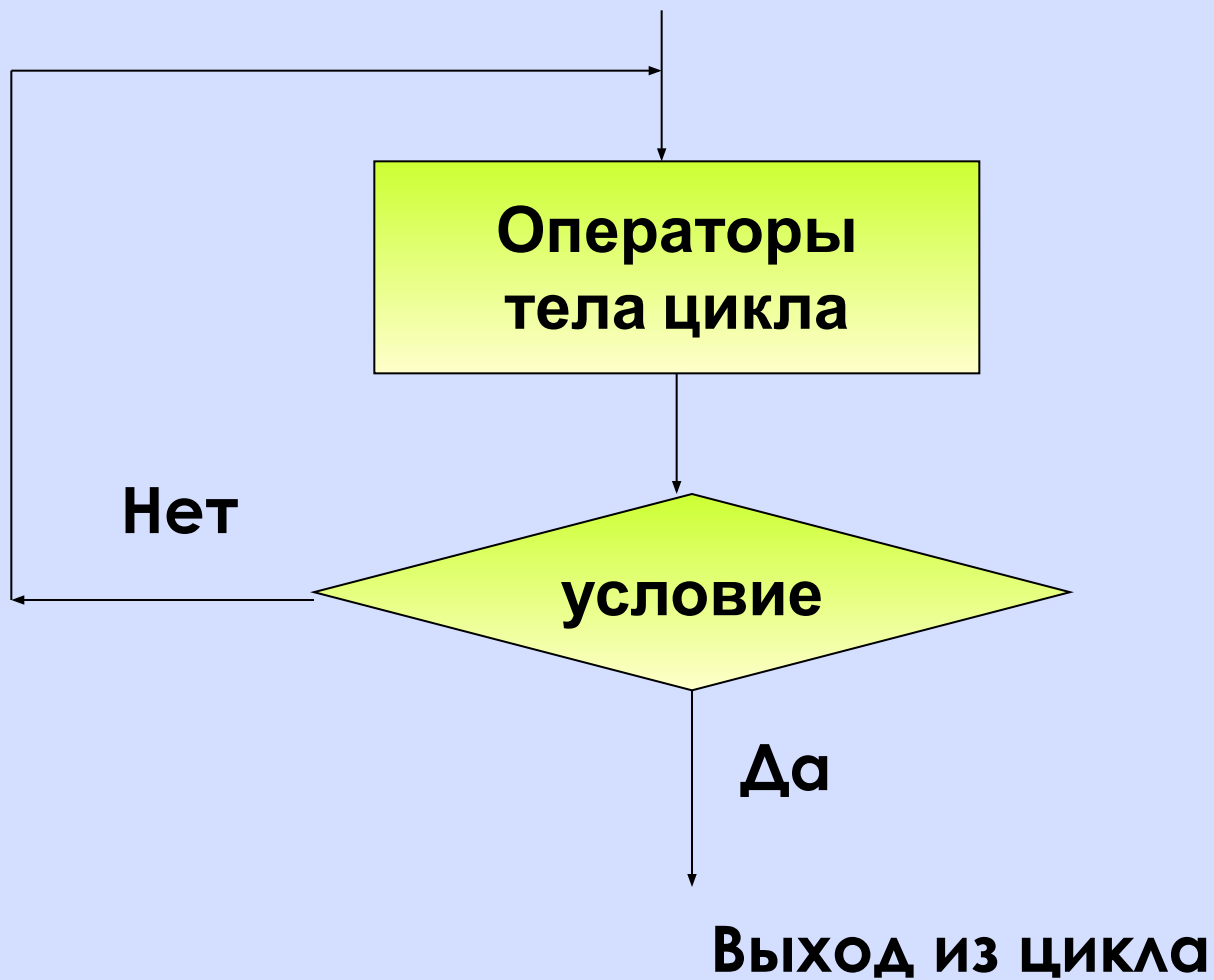 Операторы
тела цикла
Нет
условие
Да
Выход из цикла